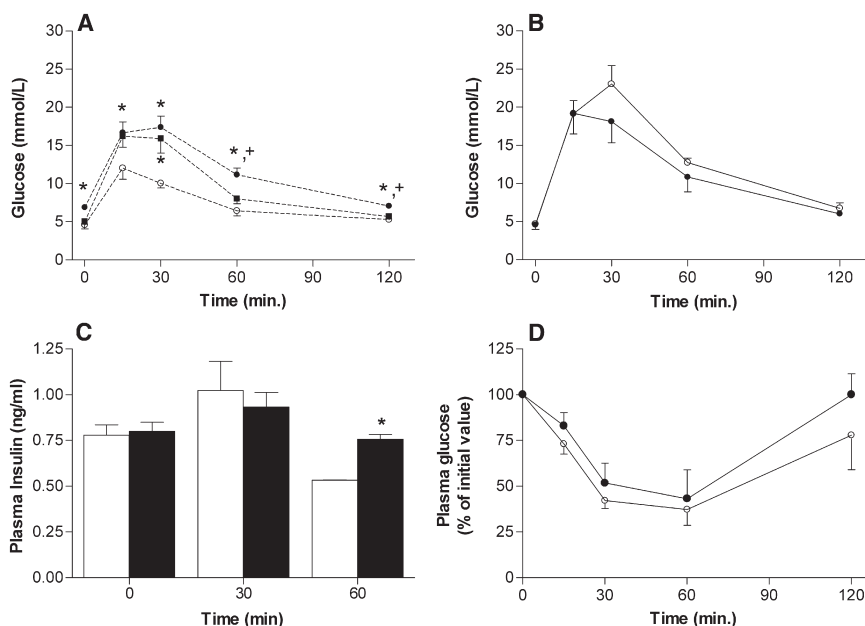 A
30
25
20
15
10
5
0
Glucose (mmol/L)
* * * * * ,+ * ,+
0 30 60 90 120
Time (min.)
B
30
25
20
15
10
5
0
Glucose (mmol/L)
0 30 60 90 120
Time (min.)
C
1.25
1.00
0.75
0.50
0.25
0.00
Plasma Insulin (ng/ml)
*
0 30 60
Time (min)
D
125
100
75
50
25
0
Plasma glucose
(% of initial value)
0 30 60 90 120
Time (min.)